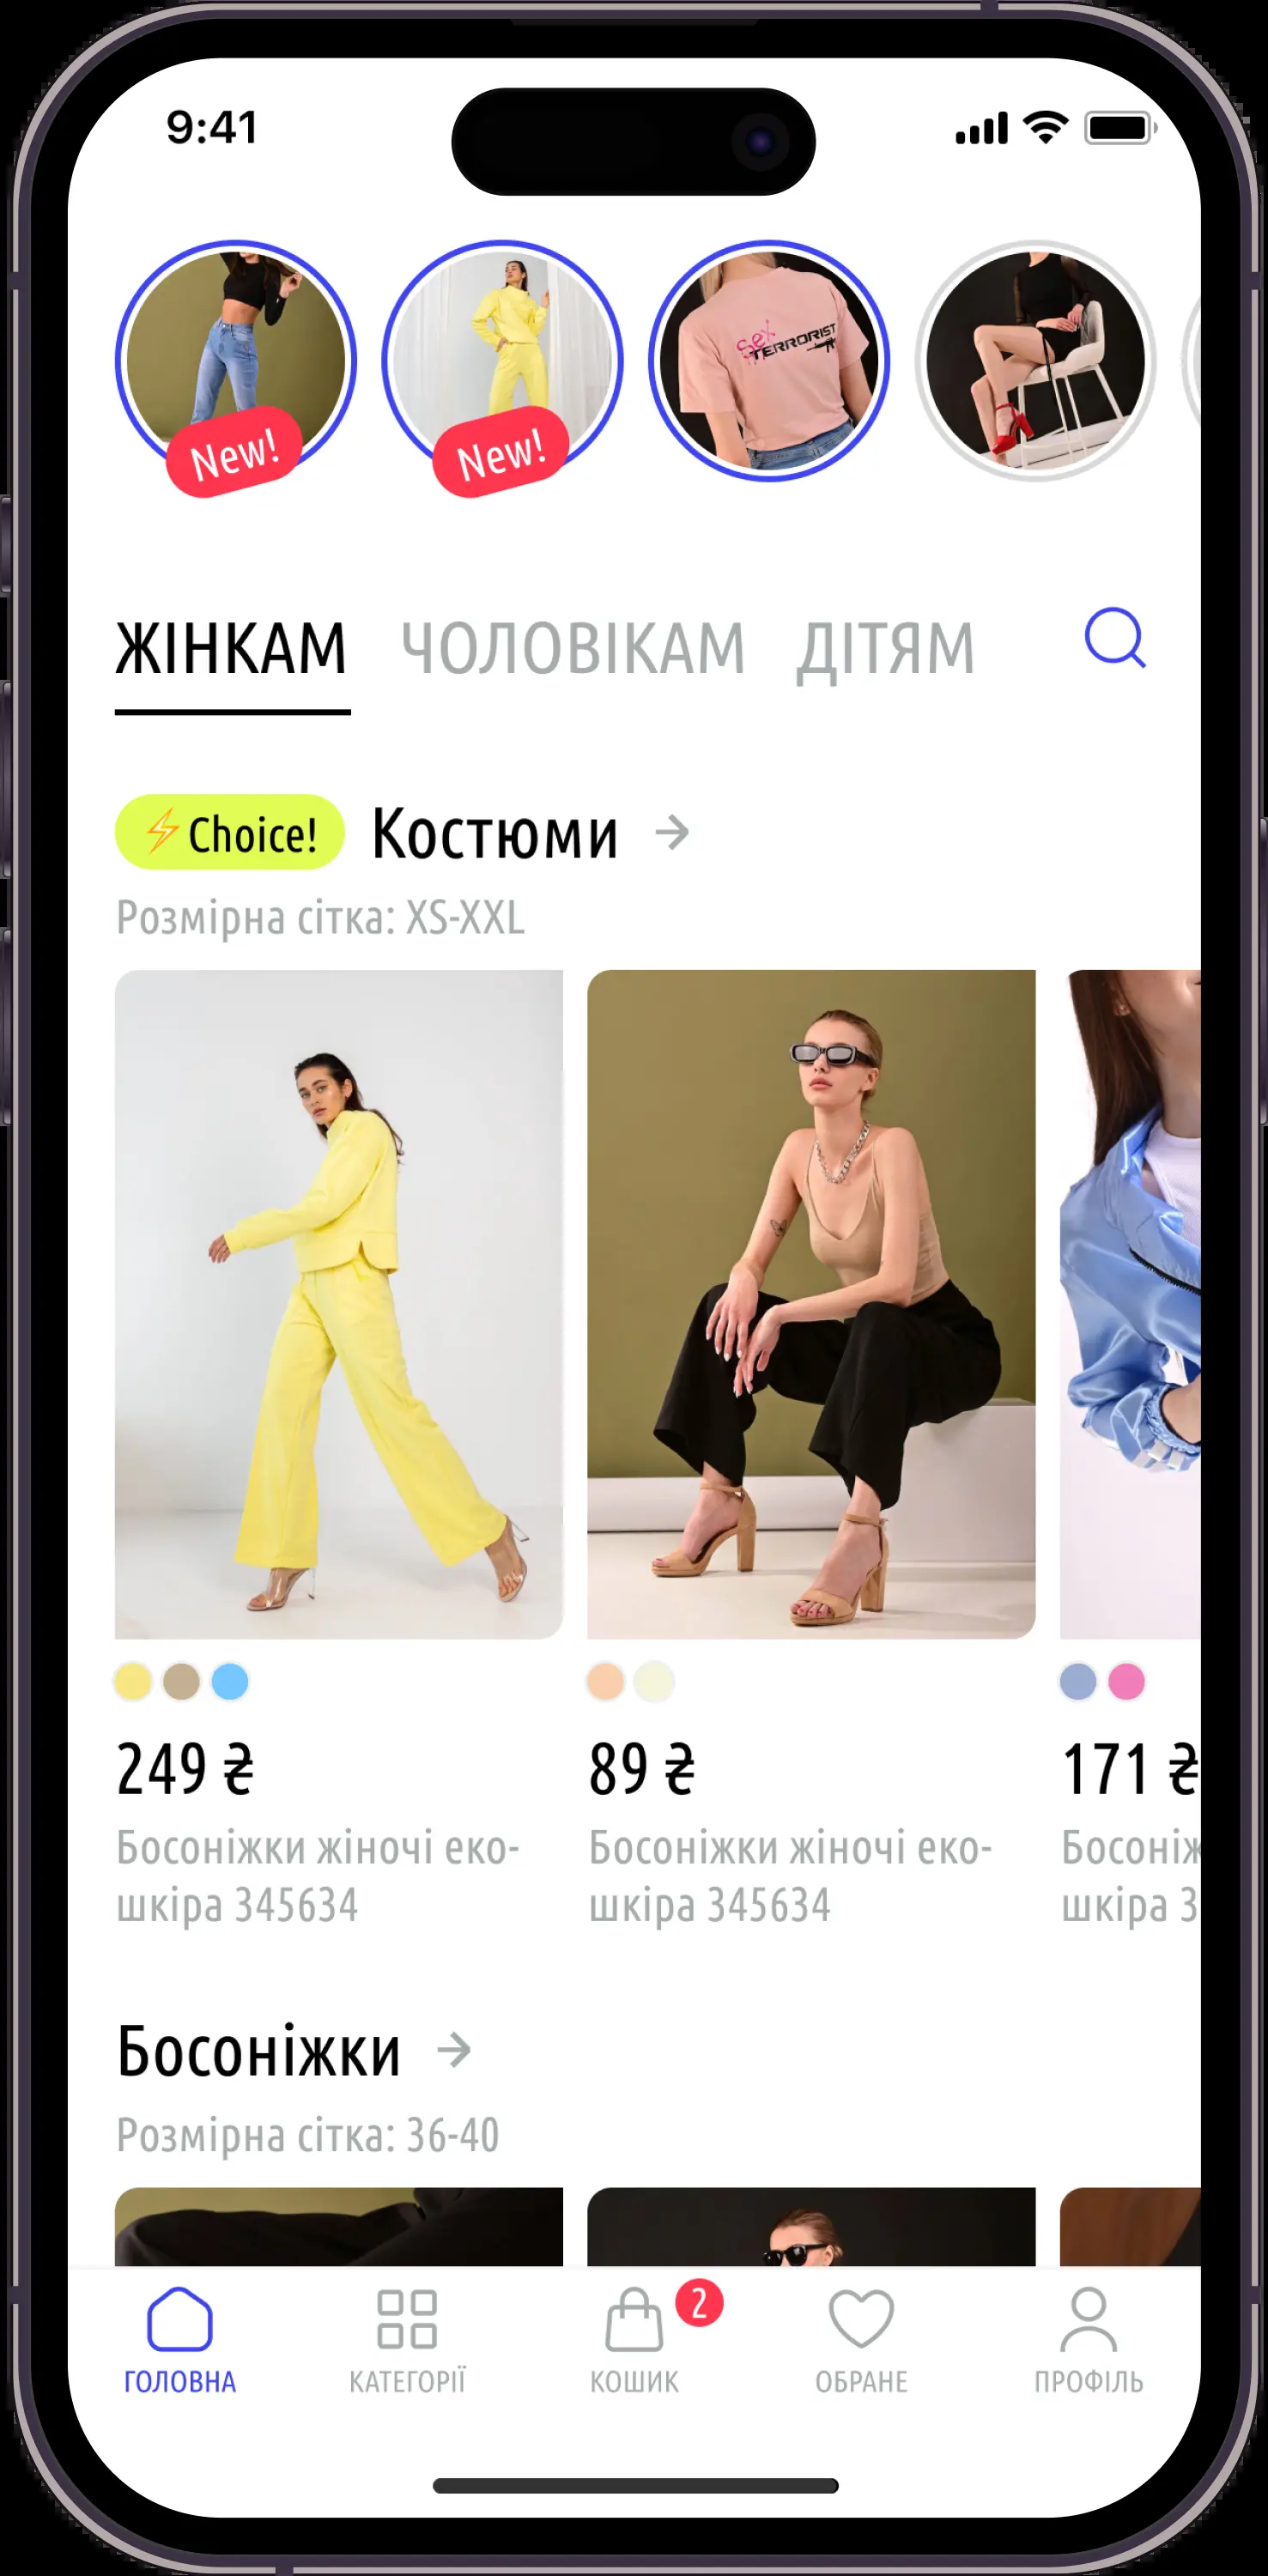 9:41
New!
New!
Sex
TERRORIST
ЖІНКАМ ЧОЛОВІКАМ ДІТЯМ
⚡Choice! Костюми →
Розмірна сітка: XS-XXL
249 ₴
Босоніжки жіночі еко-
шкіра 345634
89 ₴
Босоніжки жіночі еко-
шкіра 345634
171 ₴
Босоніж
шкіра 3
Босоніжки →
Розмірна сітка: 36-40
2
ГОЛОВНА КАТЕГОРІЇ КОШИК ОБРАНЕ ПРОФІЛЬ